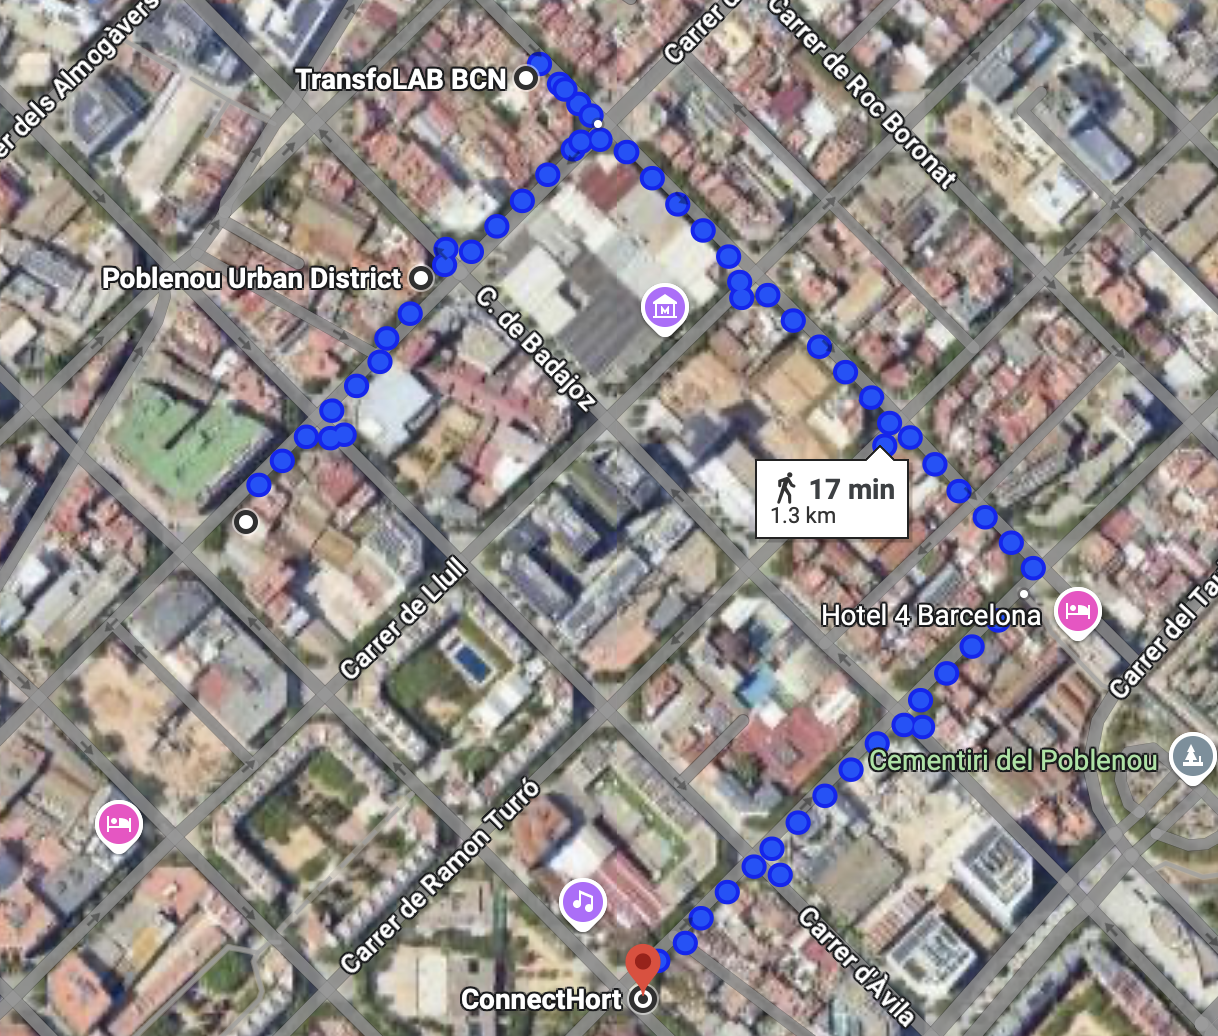 Carrer d
Carrer de Roc Boronat
er dels Almogàvers
TransfoLAB BCN
Poblenou Urban District
C. de Badajoz
17 min
1.3 km
Hotel 4 Barcelona
Carrer de Llull
Carrer del Tau
Cementiri del Poblenou
Carrer de Ramon Turró
Carrer d'Àvila
ConnectHort